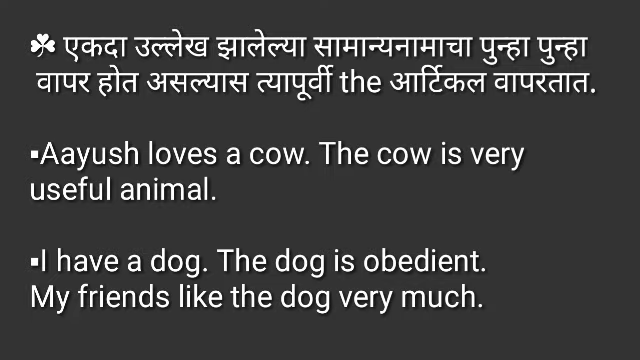 ☘ एकदा उल्लेख झालेल्या सामान्यनामाचा पुन्हा पुन्हा
वापर होत असल्यास त्यापूर्वी the आर्टिकल वापरतात.
▪Aayush loves a cow. The cow is very
useful animal.
▪I have a dog. The dog is obedient.
My friends like the dog very much.